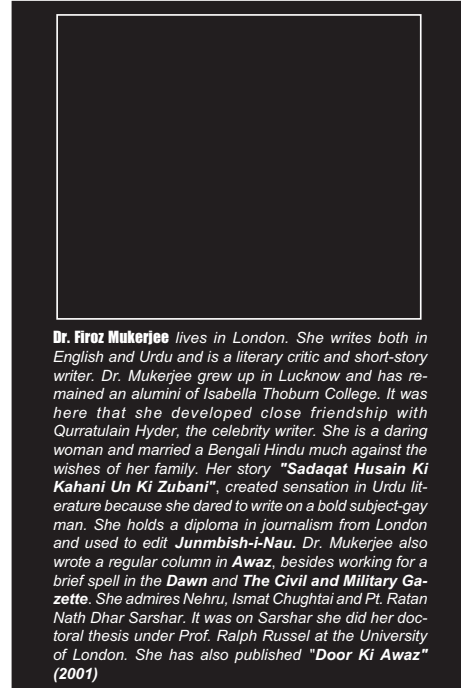 Dr. Firoz Mukerjee lives in London. She writes both in
English and Urdu and is a literary critic and short-story
writer. Dr. Mukerjee grew up in Lucknow and has re-
mained an alumini of Isabella Thoburn College. It was
here that she developed close friendship with
Qurratulain Hyder, the celebrity writer. She is a daring
woman and married a Bengali Hindu much against the
wishes of her family. Her story "Sadaqat Husain Ki
Kahani Un Ki Zubani", created sensation in Urdu lit-
erature because she dared to write on a bold subject-gay
man. She holds a diploma in journalism from London
and used to edit Junmbish-i-Nau. Dr. Mukerjee also
wrote a regular column in Awaz, besides working for a
brief spell in the Dawn and The Civil and Military Ga-
zette. She admires Nehru, Ismat Chughtai and Pt. Ratan
Nath Dhar Sarshar. It was on Sarshar she did her doc-
toral thesis under Prof. Ralph Russel at the University
of London. She has also published "Door Ki Awaz"
(2001)